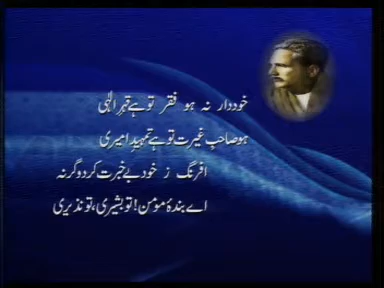 خوددار نہ ہو فقر تو ہے قہرِ الٰہی
ہو صاحبِ غیرت تو ہے تمہیدِ امیری
افرنگ ز خود بے خبرت کرد وگرنہ
اے بندۂ مومن! تو بشیری، تو نذیری